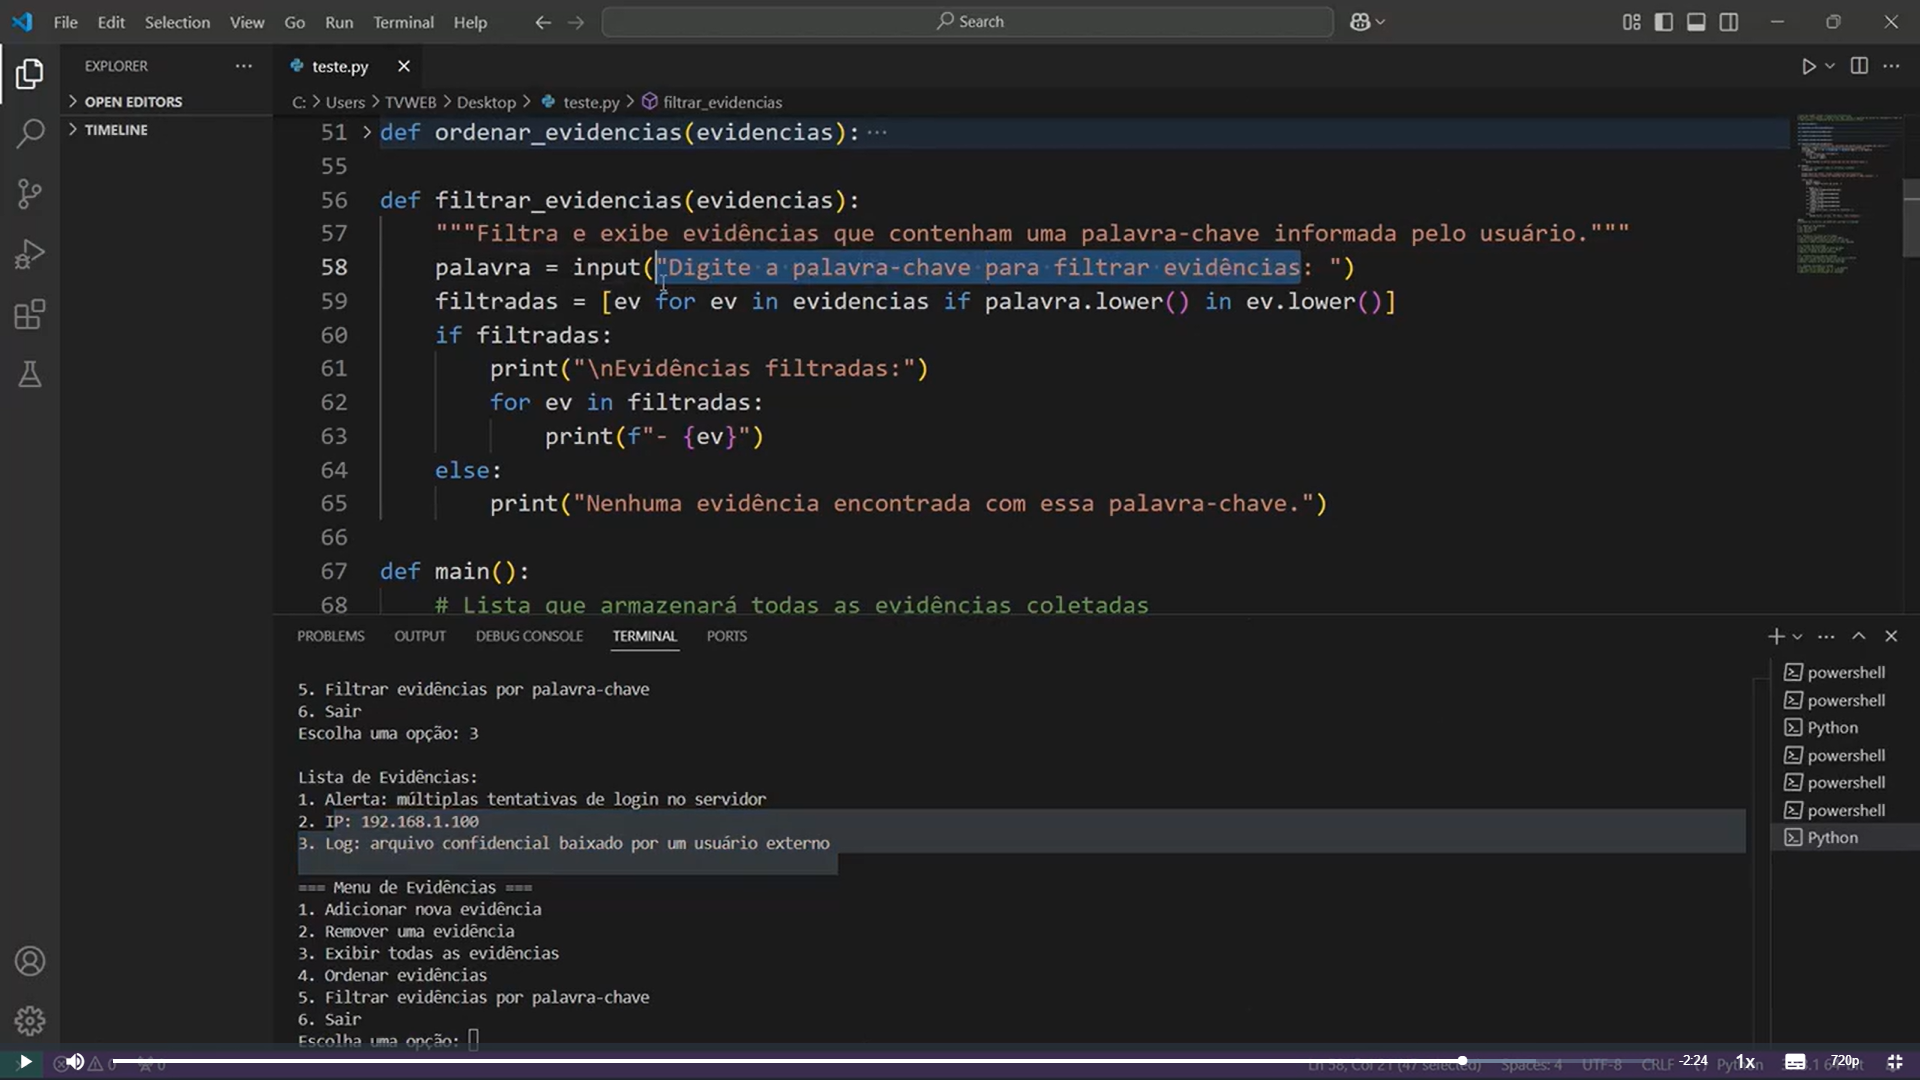 File Edit Selection View Go Run Terminal Help Search
EXPLORER
OPEN EDITORS
TIMELINE
teste.py
C: > Users > TVWEB > Desktop > teste.py > filtrar_evidencias
51 > def ordenar_evidencias(evidencias): ···
55
56 def filtrar_evidencias(evidencias):
57 """Filtra e exibe evidências que contenham uma palavra-chave informada pelo usuário."""
58 palavra = input("Digite a palavra-chave para filtrar evidências: ")
59 filtradas = [ev for ev in evidencias if palavra.lower() in ev.lower()]
60 if filtradas:
61 print("\nEvidências filtradas:")
62 for ev in filtradas:
63 print(f"- {ev}")
64 else:
65 print("Nenhuma evidência encontrada com essa palavra-chave.")
66
67 def main():
68 # Lista que armazenará todas as evidências coletadas
PROBLEMS OUTPUT DEBUG CONSOLE TERMINAL PORTS
5. Filtrar evidências por palavra-chave
6. Sair
Escolha uma opção: 3
Lista de Evidências:
1. Alerta: múltiplas tentativas de login no servidor
2. IP: 192.168.1.100
3. Log: arquivo confidencial baixado por um usuário externo
=== Menu de Evidências ===
1. Adicionar nova evidência
2. Remover uma evidência
3. Exibir todas as evidências
4. Ordenar evidências
5. Filtrar evidências por palavra-chave
6. Sair
Escolha uma opção:
powershell
powershell
Python
powershell
powershell
powershell
Python
0 0 Ln 58, Col 21 (47 selected) Spaces: 4 UTF-8 CRLF Python
-2:24 1x 720p